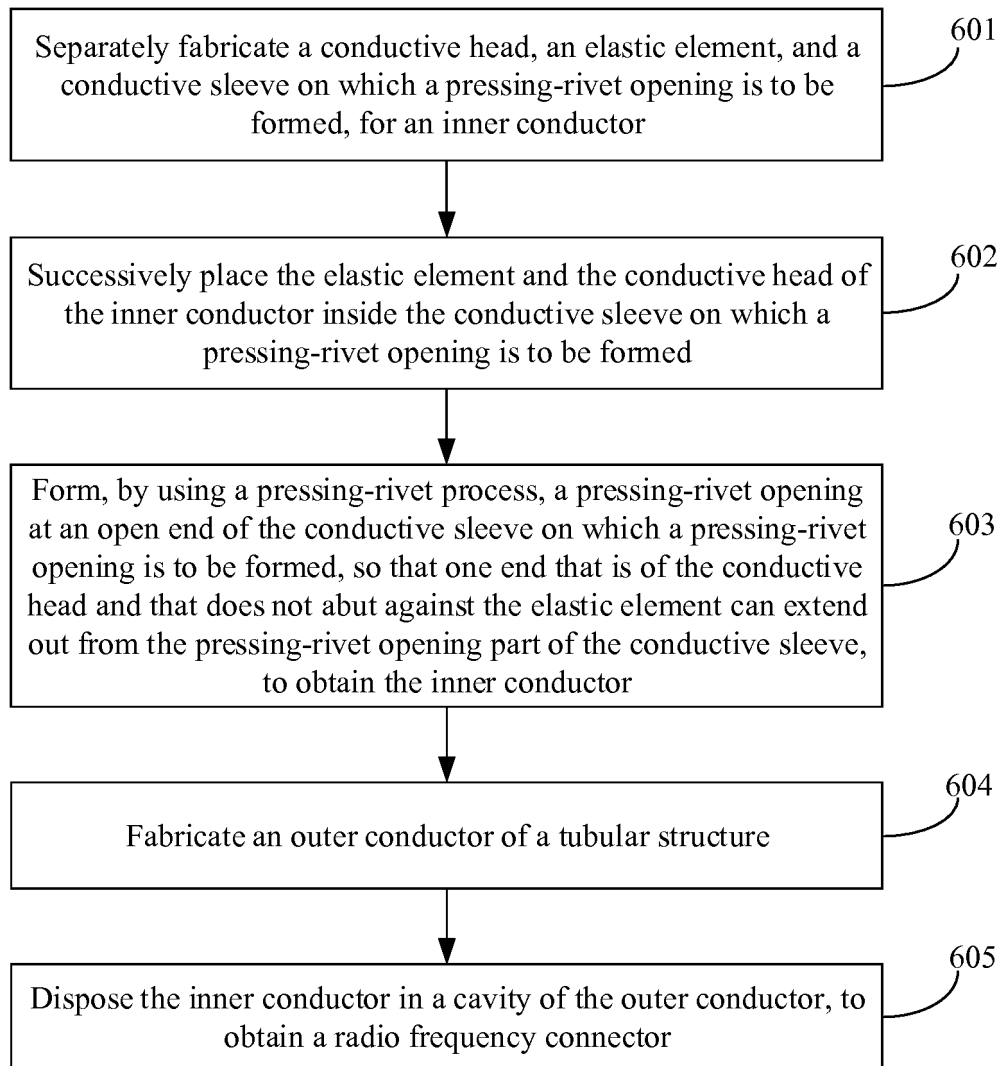 Separately fabricate a conductive head, an elastic element, and a
conductive sleeve on which a pressing-rivet opening is to be
formed, for an inner conductor
601
Successively place the elastic element and the conductive head of
the inner conductor inside the conductive sleeve on which a
pressing-rivet opening is to be formed
602
Form, by using a pressing-rivet process, a pressing-rivet opening
at an open end of the conductive sleeve on which a pressing-rivet
opening is to be formed, so that one end that is of the conductive
head and that does not abut against the elastic element can extend
out from the pressing-rivet opening part of the conductive sleeve,
to obtain the inner conductor
603
Fabricate an outer conductor of a tubular structure
604
Dispose the inner conductor in a cavity of the outer conductor, to
obtain a radio frequency connector
605